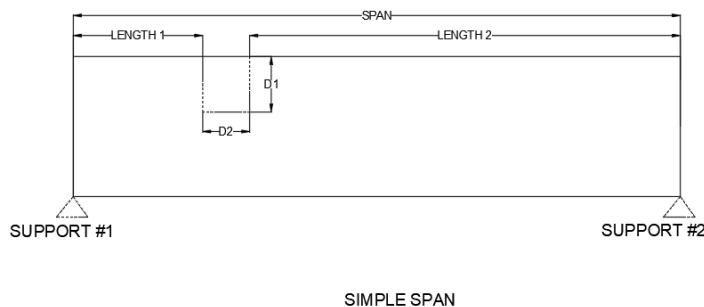 SPAN
LENGTH 1
LENGTH 2
D1
D2
SUPPORT #1
SUPPORT #2
SIMPLE SPAN